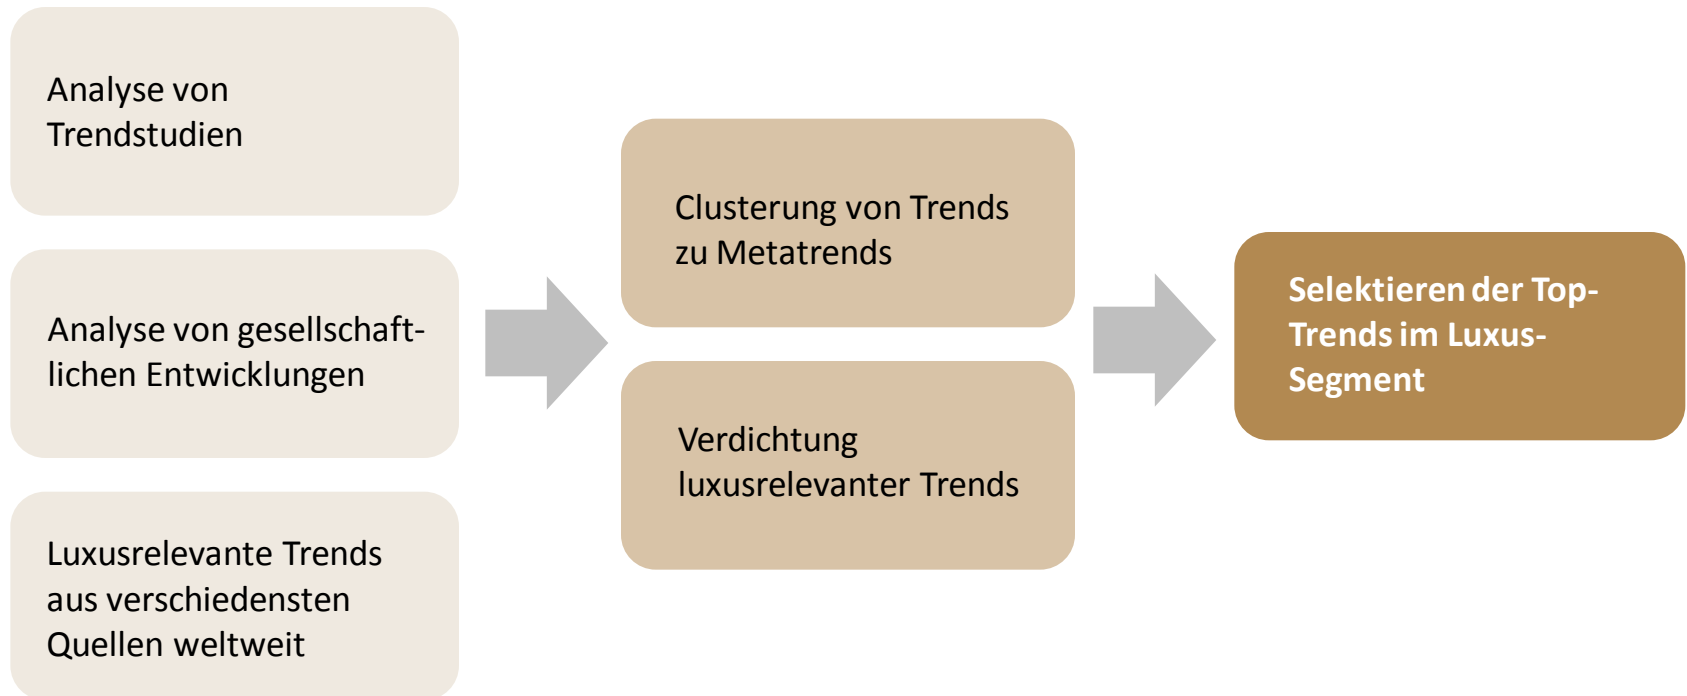 Analyse von
Trendstudien
Analyse von gesellschaft-
lichen Entwicklungen
Luxusrelevante Trends
aus verschiedensten
Quellen weltweit
Clusterung von Trends
zu Metatrends
Verdichtung
luxusrelevanter Trends
Selektieren der Top-
Trends im Luxus-
Segment